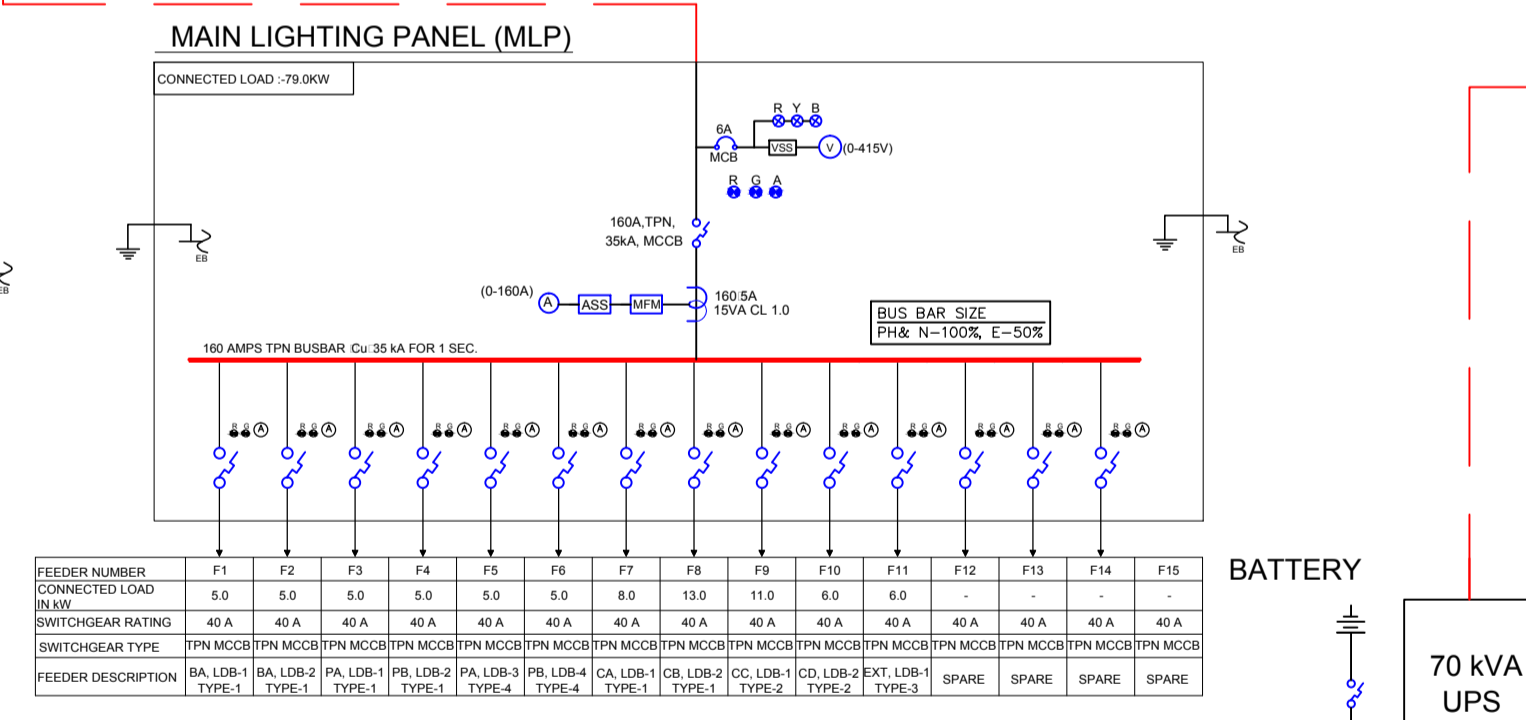 MAIN LIGHTING PANEL (MLP)
CONNECTED LOAD :-79.0KW
R Y B
6A
MCB
VSS
V
(0-415V)
R G A
160A,TPN,
35kA, MCCB
EB
EB
EB
(0-160A)
A
ASS
MFM
160 5A
15VA CL 1.0
BUS BAR SIZE
PH& N-100%, E-50%
160 AMPS TPN BUSBAR Cu 35 kA FOR 1 SEC.
R G A R G A R G A R G A R G A R G A R G A R G A R G A R G A R G A R G A R G A R G A
FEEDER NUMBER F1 F2 F3 F4 F5 F6 F7 F8 F9 F10 F11 F12 F13 F14 F15
CONNECTED LOAD
IN kW 5.0 5.0 5.0 5.0 5.0 5.0 8.0 13.0 11.0 6.0 6.0 - - - -
SWITCHGEAR RATING 40 A 40 A 40 A 40 A 40 A 40 A 40 A 40 A 40 A 40 A 40 A 40 A 40 A 40 A 40 A
SWITCHGEAR TYPE TPN MCCB TPN MCCB TPN MCCB TPN MCCB TPN MCCB TPN MCCB TPN MCCB TPN MCCB TPN MCCB TPN MCCB TPN MCCB TPN MCCB TPN MCCB TPN MCCB TPN MCCB
FEEDER DESCRIPTION BA, LDB-1 BA, LDB-2 PA, LDB-1 PB, LDB-2 PA, LDB-3 PB, LDB-4 CA, LDB-1 CB, LDB-2 CC, LDB-1 CD, LDB-2 EXT, LDB-1 SPARE SPARE SPARE SPARE
TYPE-1 TYPE-1 TYPE-1 TYPE-1 TYPE-4 TYPE-4 TYPE-1 TYPE-1 TYPE-2 TYPE-2 TYPE-3
BATTERY
70 kVA
UPS